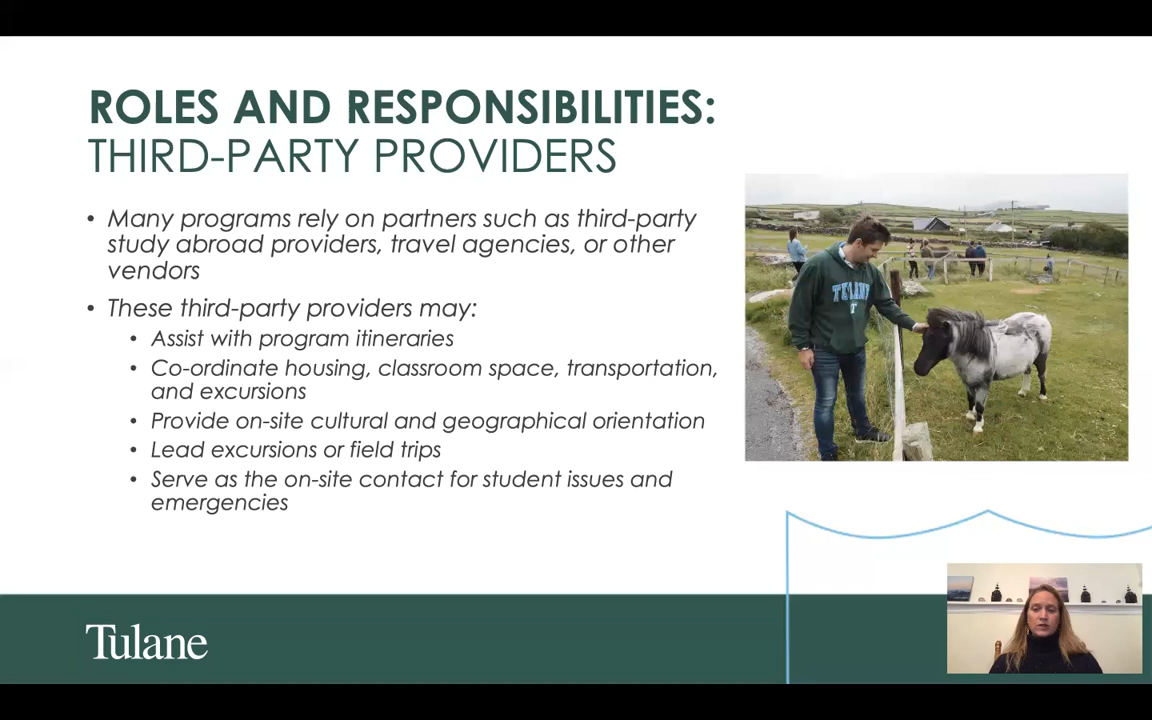 ROLES AND RESPONSIBILITIES:
THIRD-PARTY PROVIDERS
• Many programs rely on partners such as third-party
study abroad providers, travel agencies, or other
vendors
• These third-party providers may:
• Assist with program itineraries
• Co-ordinate housing, classroom space, transportation,
and excursions
• Provide on-site cultural and geographical orientation
• Lead excursions or field trips
• Serve as the on-site contact for student issues and
emergencies
TULANE
T
Tulane